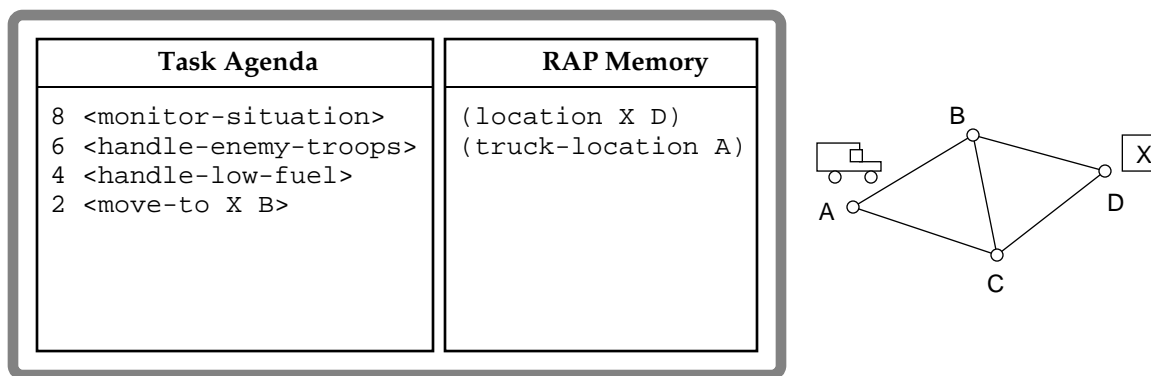 Task Agenda
8 <monitor-situation>
6 <handle-enemy-troops>
4 <handle-low-fuel>
2 <move-to X B>
RAP Memory
(location X D)
(truck-location A)
B
X
A
D
C